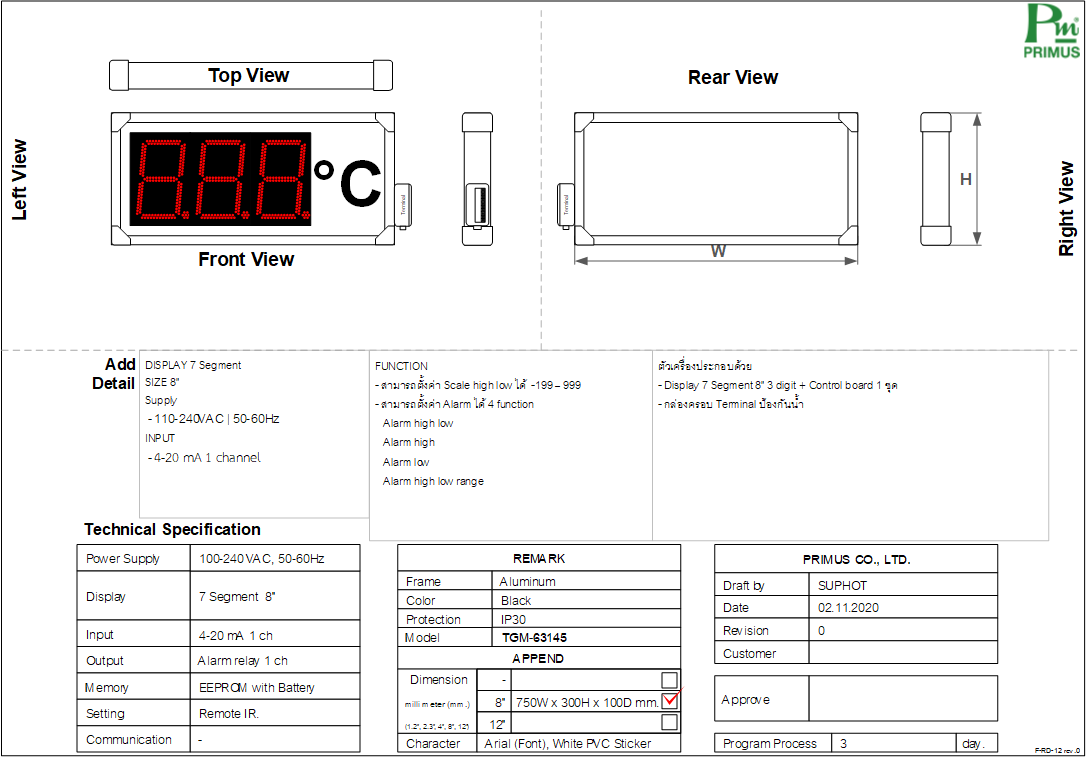 Pm
PRIMUS
Top View
Rear View
Left View
°C
Terminal
Terminal
H
W
Right View
Front View
Add
Detail
DISPLAY 7 Segment
SIZE 8"
Supply
- 110-240VAC | 50-60Hz
INPUT
- 4-20 mA 1 channel
FUNCTION
- สามารถตั้งค่า Scale high low ได้ -199 – 999
- สามารถตั้งค่า Alarm ได้ 4 function
Alarm high low
Alarm high
Alarm low
Alarm high low range
ตัวเครื่องประกอบด้วย
- Display 7 Segment 8" 3 digit + Control board 1 ชุด
- กล่องครอบ Terminal ป้องกันน้ำ
Technical Specification
Power Supply 100-240 VAC, 50-60Hz
Display 7 Segment 8"
Input 4-20 mA 1 ch
Output Alarm relay 1 ch
Memory EEPROM with Battery
Setting Remote IR.
Communication -
REMARK
Frame Aluminum
Color Black
Protection IP30
Model TGM-63145
APPEND
Dimension -
milli meter (mm.) 8" 750W x 300H x 100D mm.
(1.2", 2.3", 4", 8", 12") 12"
Character Arial (Font), White PVC Sticker
PRIMUS CO., LTD.
Draft by SUPHOT
Date 02.11.2020
Revision 0
Customer
Approve
Program Process 3 day.
F-RD-12 rev.0